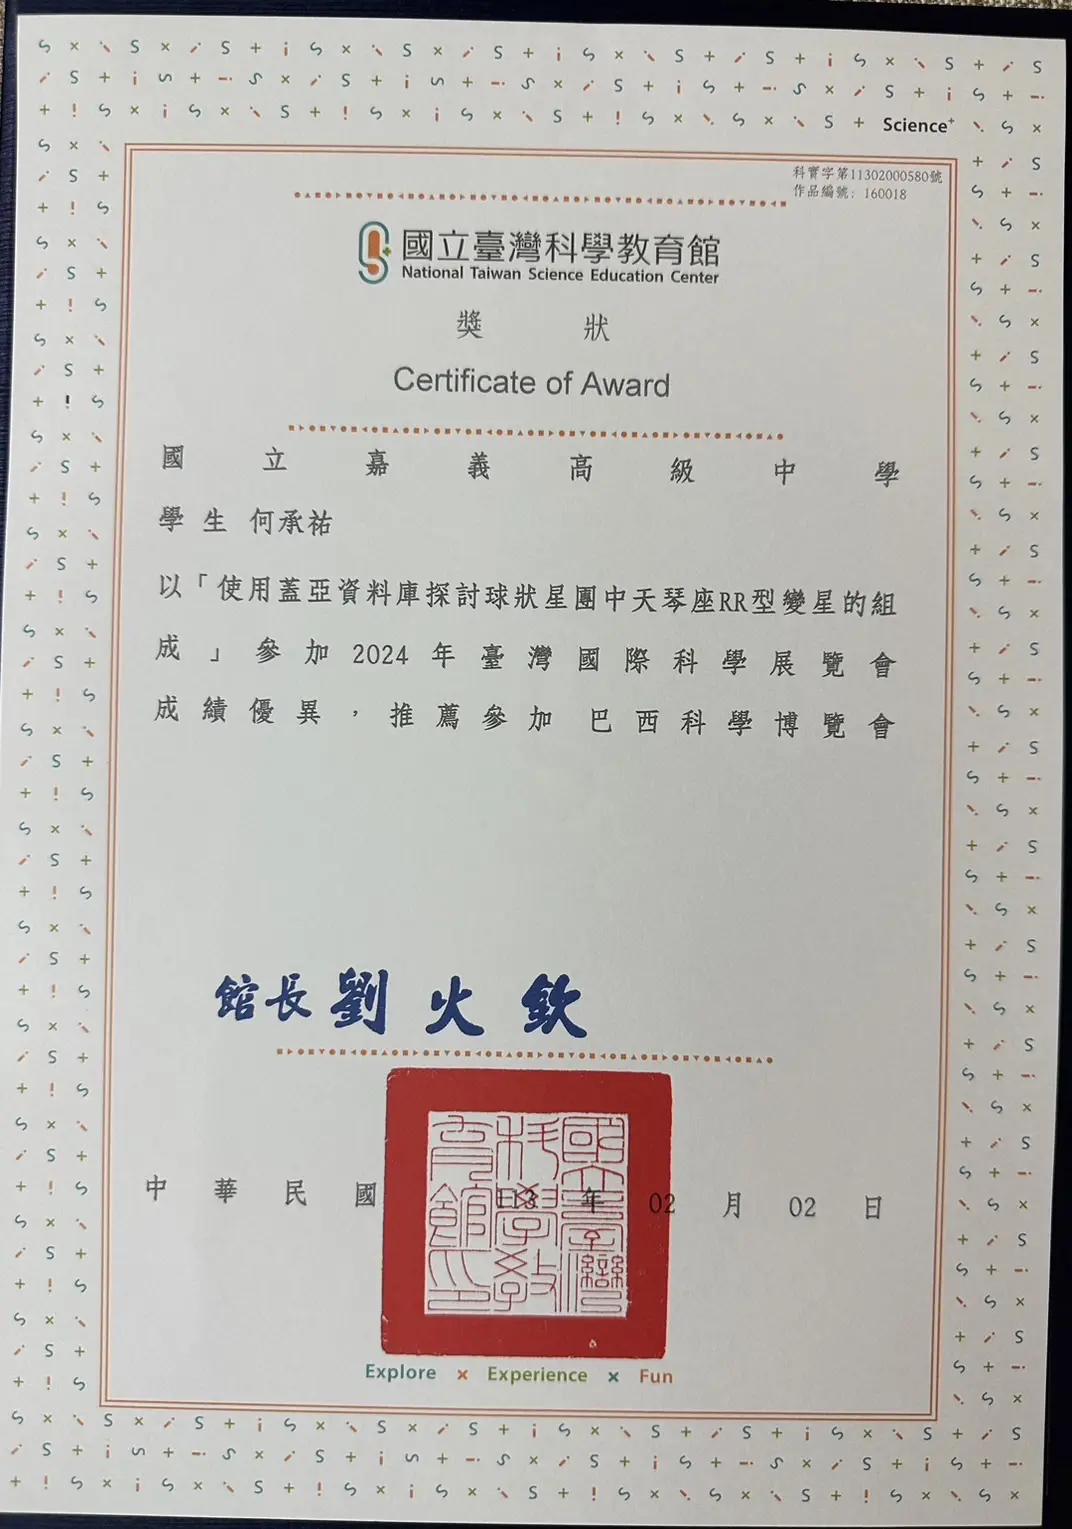 Science+
科實字第11302000580號
作品編號: 160018
國立臺灣科學教育館
National Taiwan Science Education Center
獎 狀
Certificate of Award
國 立 嘉 義 高 級 中 學
學 生 何承祐
以「使用蓋亞資料庫探討球狀星團中天琴座RR型變星的組
成 」 參 加 2024 年 臺 灣 國 際 科 學 展 覽 會
成 績 優 異 ， 推 薦 參 加 巴 西 科 學 博 覽 會
館長 劉 火 欽
國立臺灣科學教育館印
中 華 民 國 113 年 02 月 02 日
Explore × Experience × Fun